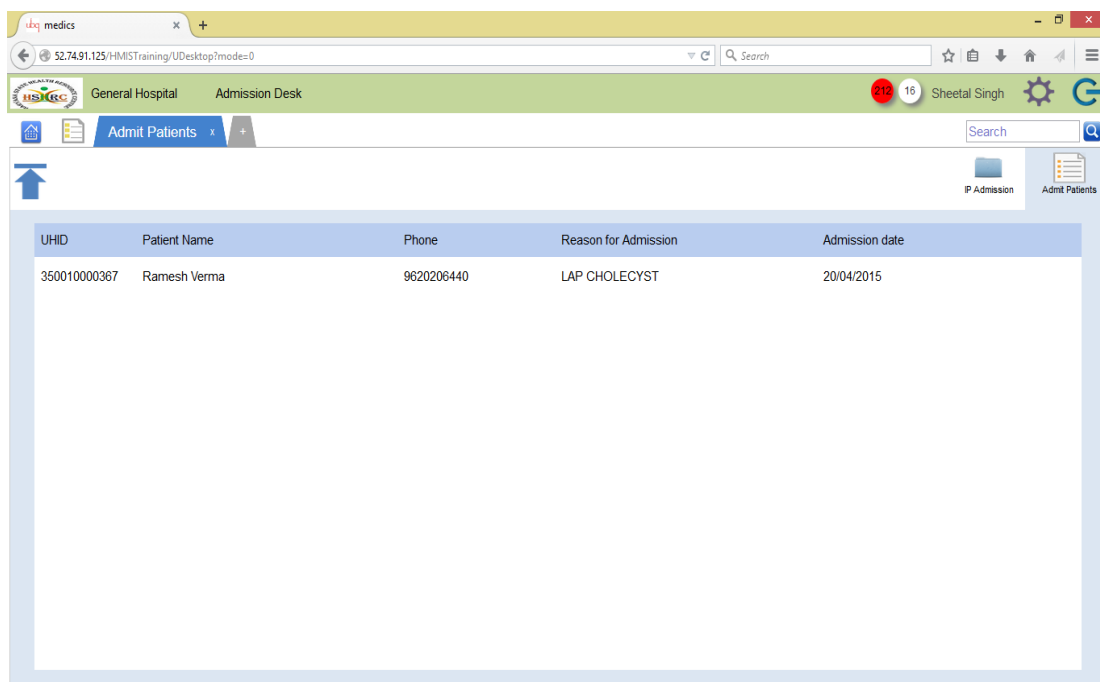 ubq medics
52.74.91.125/HMISTraining/UDesktop?mode=0
Search
HSHRC
General Hospital
Admission Desk
212
16
Sheetal Singh
Admit Patients x
+
Search
IP Admission
Admit Patients
UHID Patient Name Phone Reason for Admission Admission date
350010000367 Ramesh Verma 9620206440 LAP CHOLECYST 20/04/2015